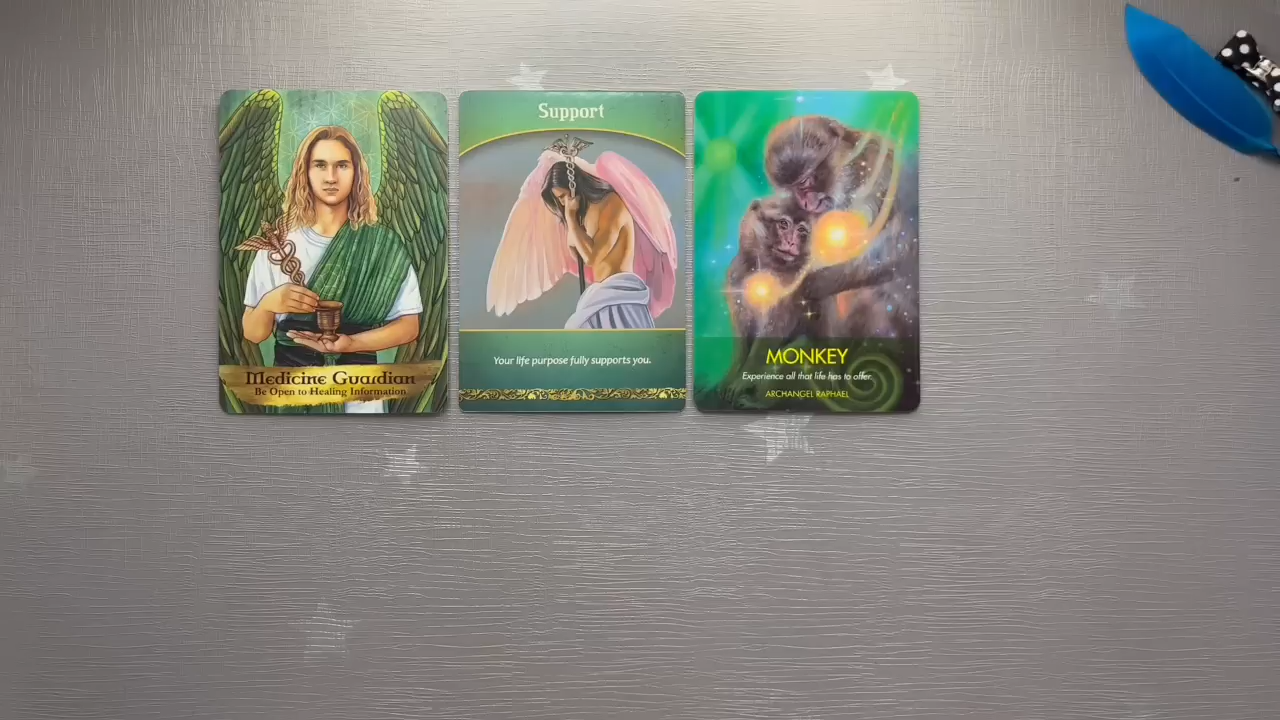 Medicine Guardian
Be Open to Healing Information
Support
Your life purpose fully supports you.
MONKEY
Experience all that life has to offer.
ARCHANGEL RAPHAEL